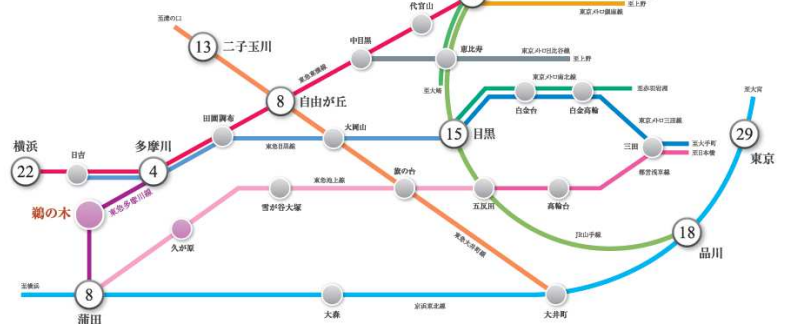 代官山
東京メトロ銀座線
至上野
至溝の口
13
二子玉川
中目黒
恵比寿
東京メトロ日比谷線
至上野
東急東横線
8
自由が丘
至大崎
東京メトロ南北線
至赤羽岩淵
至大宮
白金台
白金高輪
東京メトロ三田線
田園調布
大岡山
東急目黒線
15
目黒
三田
至大手町
至日本橋
都営浅草線
29
東京
横浜
22
日吉
多摩川
4
東急多摩川線
鵜の木
旗の台
東急池上線
雪が谷大塚
五反田
高輪台
久が原
東急大井町線
JR山手線
18
品川
至横浜
8
蒲田
大森
京浜東北線
大井町